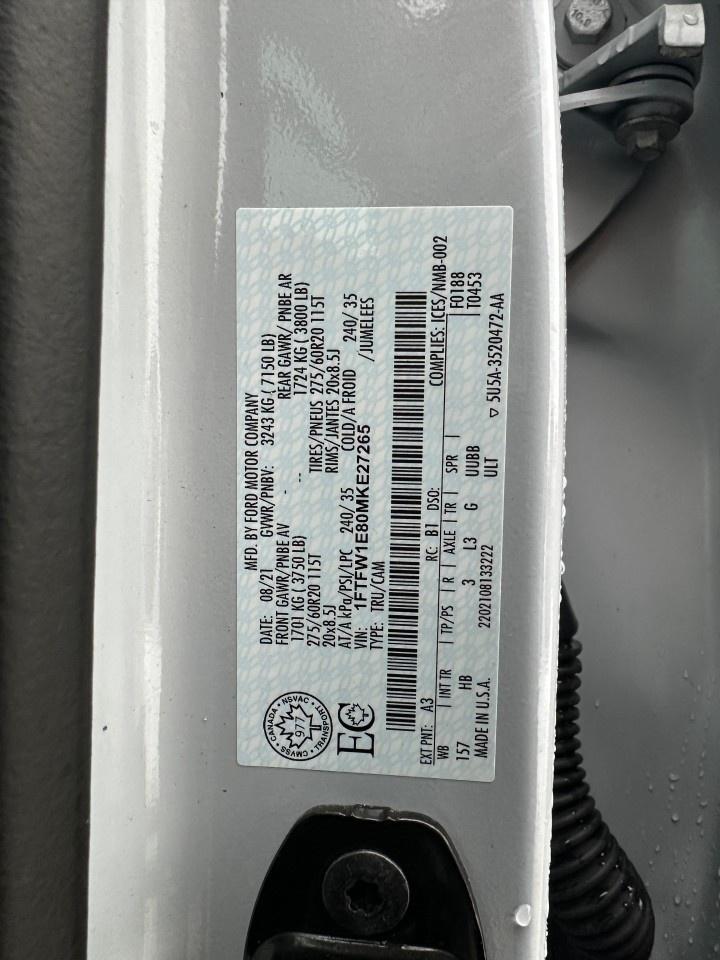 MFD. BY FORD MOTOR COMPANY
DATE: 08/21 GVWR/PNBV: 3243 KG ( 7150 LB)
FRONT GAWR/PNBE AV REAR GAWR/ PNBE AR
1701 KG ( 3750 LB) 1724 KG ( 3800 LB)
275/60R20 115T TIRES/PNEUS 275/60R20 115T
20x8.5J RIMS/JANTES 20x8.5J
AT/A kPa/PSI/LPC 240/ 35 COLD/A FROID 240/ 35
VIN: 1FTFW1E80MKE27265 /JUMELEES
TYPE: TRU/CAM
CMVSS • CANADA • NSVAC • TRANSPORT
977
EC
EXT PNT: A3 RC: B1 DSO: COMPLIES: ICES/NMB-002
WB | INT TR | TP/PS | R | AXLE | TR | SPR | F0188
157 HB 3 L3 G UUBB T0453
MADE IN U.S.A. 2202108133222 ULT
▽ 5U5A-3520472-AA
10.9